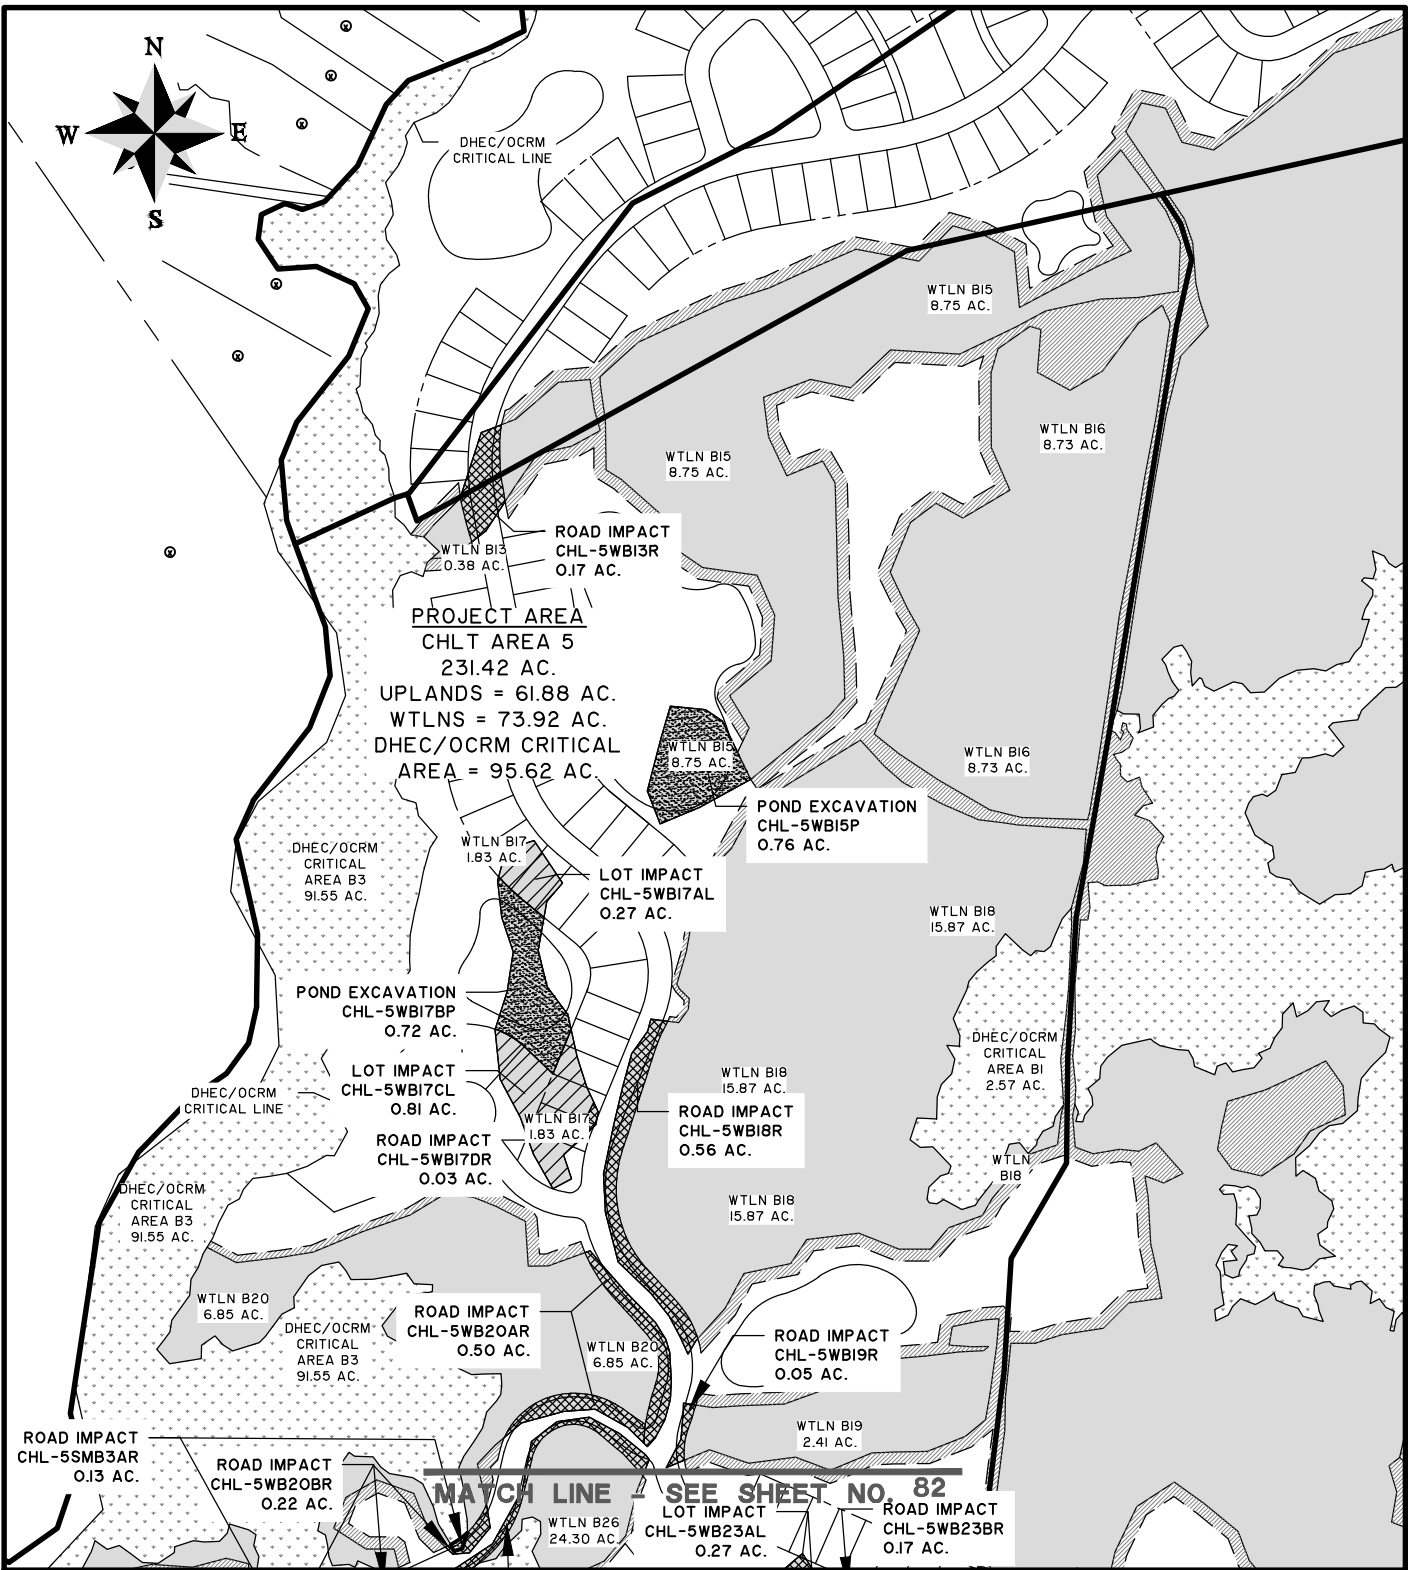 N
W
E
S
DHEC/OCRM
CRITICAL LINE
WTLN B15
8.75 AC.
WTLN B16
8.73 AC.
WTLN B15
8.75 AC.
ROAD IMPACT
CHL-5WB13R
0.17 AC.
WTLN B13
0.38 AC.
PROJECT AREA
CHLT AREA 5
231.42 AC.
UPLANDS = 61.88 AC.
WTLNS = 73.92 AC.
DHEC/OCRM CRITICAL
AREA = 95.62 AC.
WTLN B15
8.75 AC.
WTLN B16
8.73 AC.
POND EXCAVATION
CHL-5WB15P
0.76 AC.
WTLN B17
1.83 AC.
DHEC/OCRM
CRITICAL
AREA B3
91.55 AC.
LOT IMPACT
CHL-5WB17AL
0.27 AC.
WTLN B18
15.87 AC.
POND EXCAVATION
CHL-5WB17BP
0.72 AC.
DHEC/OCRM
CRITICAL
AREA B1
2.57 AC.
LOT IMPACT
CHL-5WB17CL
0.81 AC.
WTLN B18
15.87 AC.
DHEC/OCRM
CRITICAL LINE
ROAD IMPACT
CHL-5WB18R
0.56 AC.
WTLN B17
1.83 AC.
ROAD IMPACT
CHL-5WB17DR
0.03 AC.
WTLN
B18
DHEC/OCRM
CRITICAL
AREA B3
91.55 AC.
WTLN B18
15.87 AC.
WTLN B20
6.85 AC.
ROAD IMPACT
CHL-5WB20AR
0.50 AC.
DHEC/OCRM
CRITICAL
AREA B3
91.55 AC.
WTLN B20
6.85 AC.
ROAD IMPACT
CHL-5WB19R
0.05 AC.
WTLN B19
2.41 AC.
ROAD IMPACT
CHL-5SMB3AR
0.13 AC.
ROAD IMPACT
CHL-5WB20BR
0.22 AC.
MATCH LINE - SEE SHEET NO. 82
WTLN B26
24.30 AC.
LOT IMPACT
CHL-5WB23AL
0.27 AC.
ROAD IMPACT
CHL-5WB23BR
0.17 AC.